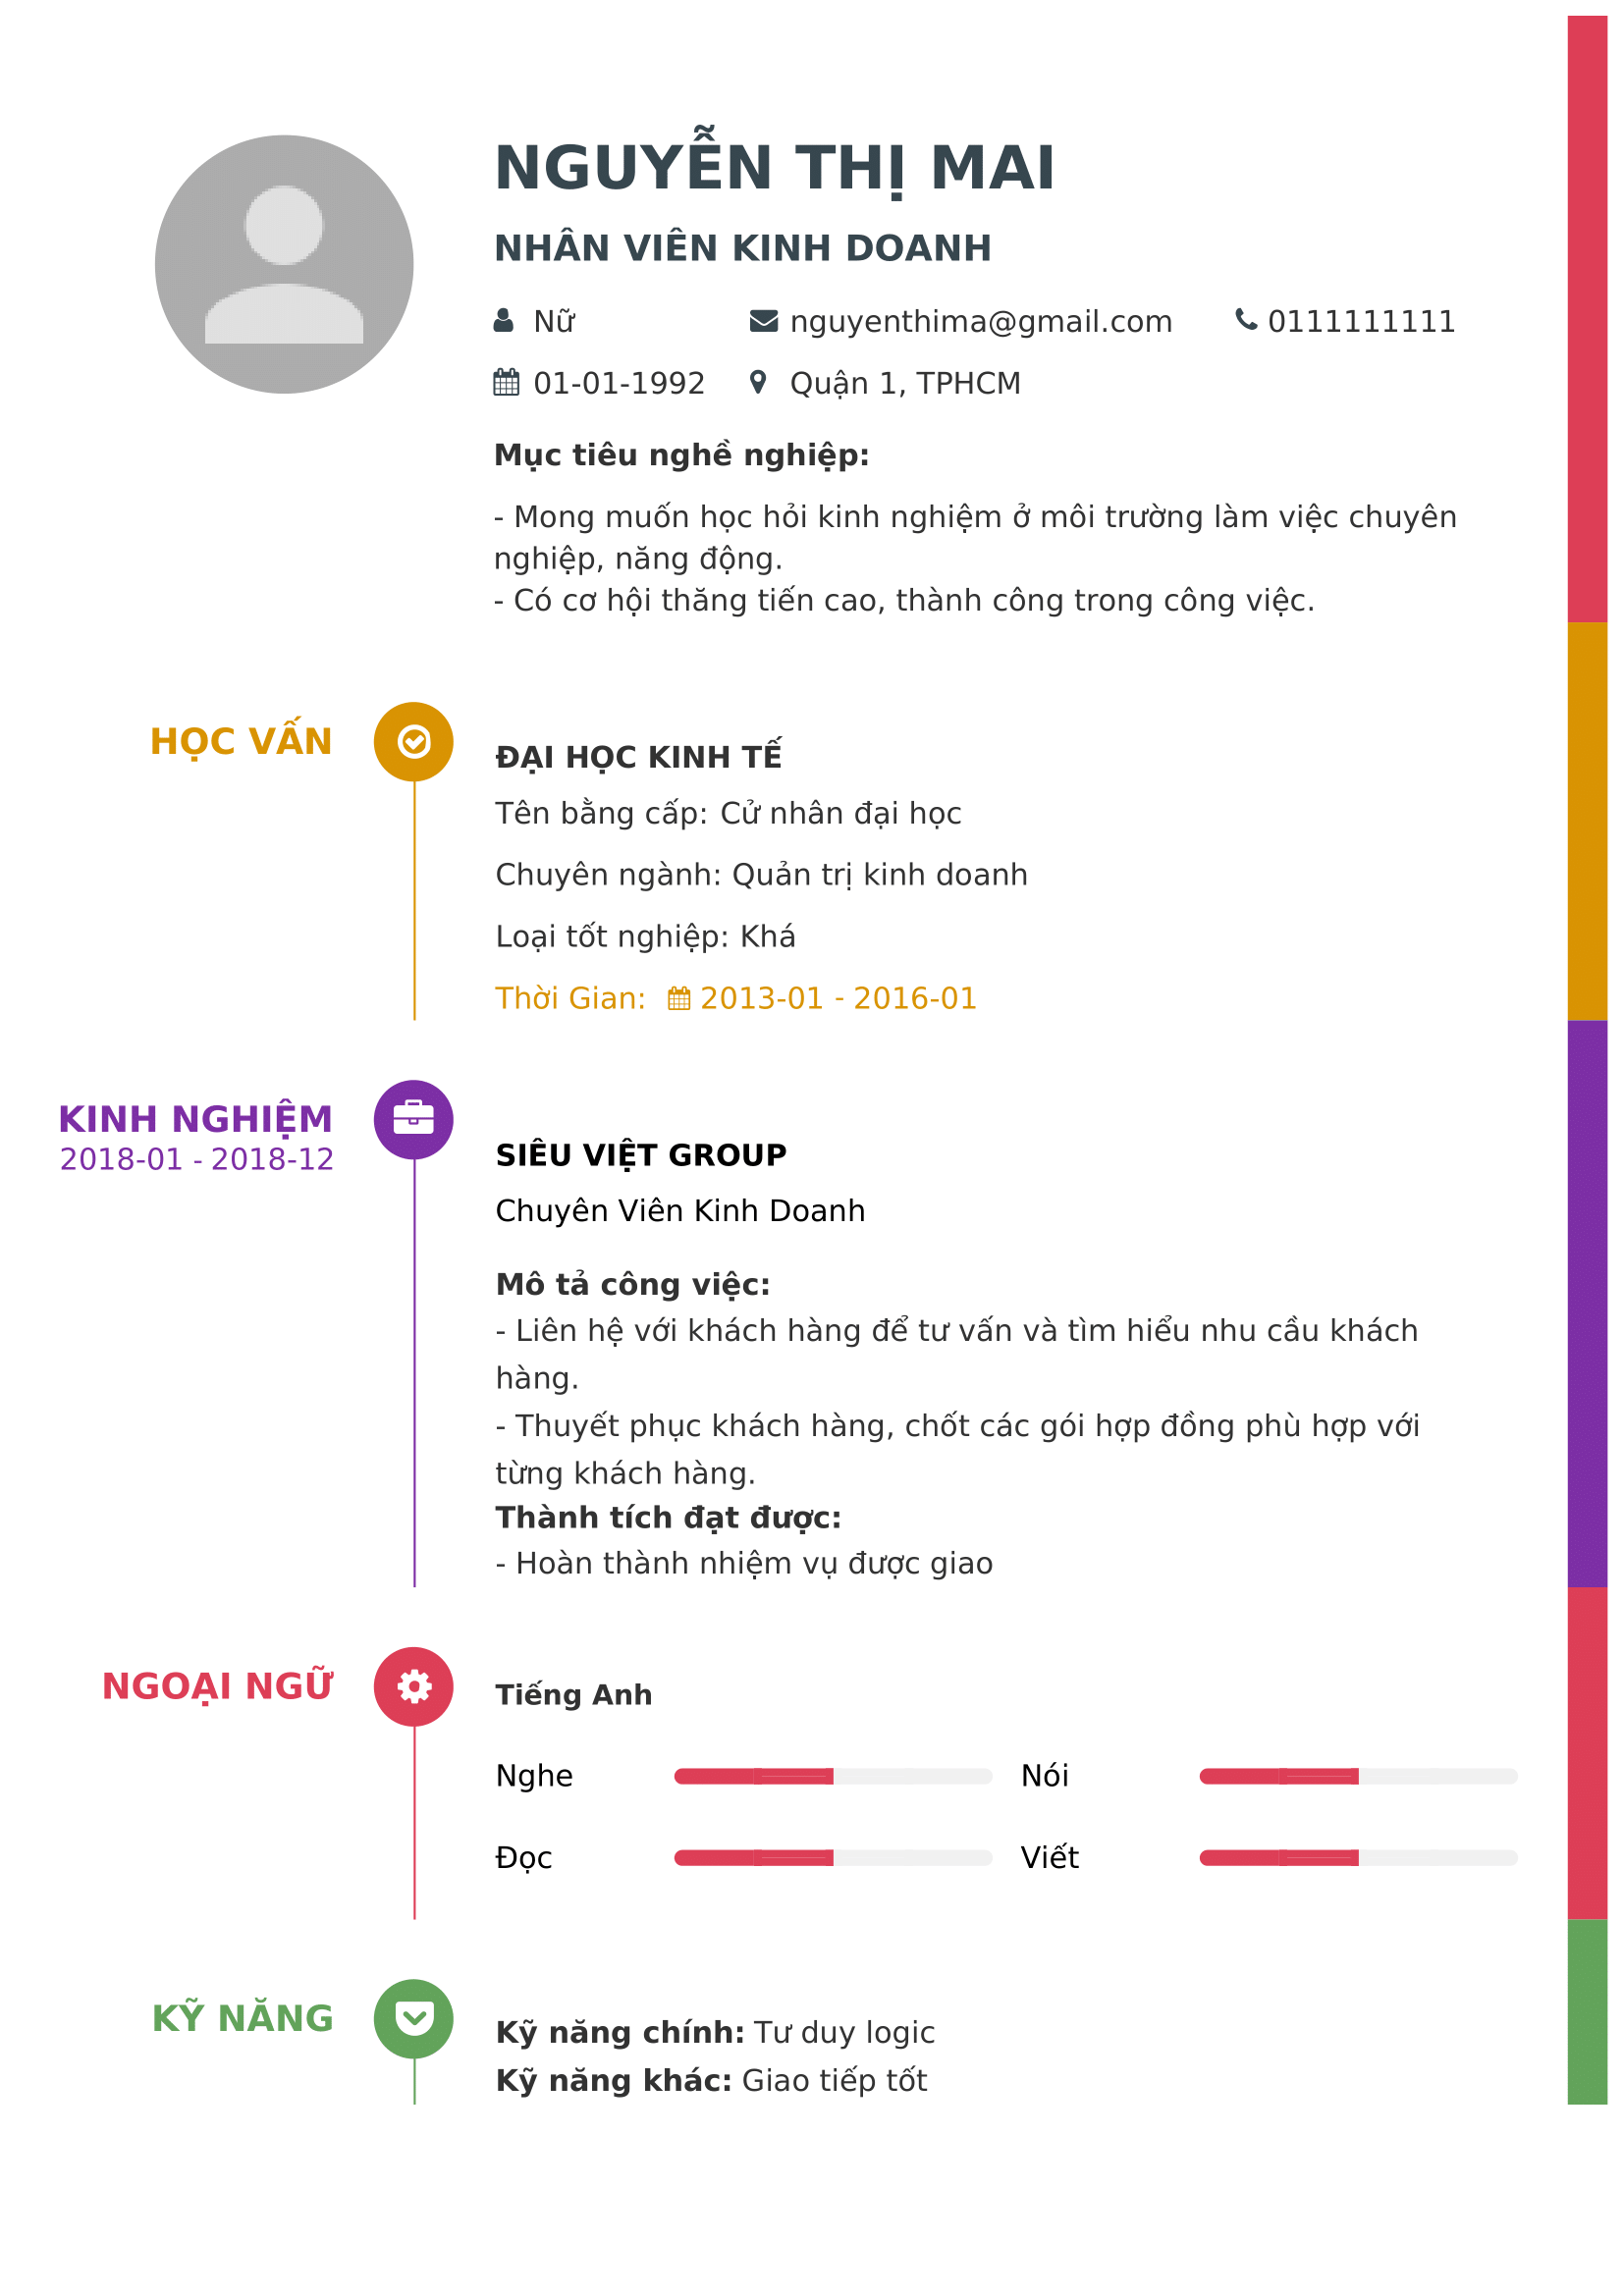 NGUYỄN THỊ MAI
NHÂN VIÊN KINH DOANH
Nữ nguyenthima@gmail.com 0111111111
01-01-1992 Quận 1, TPHCM
Mục tiêu nghề nghiệp:
- Mong muốn học hỏi kinh nghiệm ở môi trường làm việc chuyên
nghiệp, năng động.
- Có cơ hội thăng tiến cao, thành công trong công việc.
HỌC VẤN
ĐẠI HỌC KINH TẾ
Tên bằng cấp: Cử nhân đại học
Chuyên ngành: Quản trị kinh doanh
Loại tốt nghiệp: Khá
Thời Gian: 2013-01 - 2016-01
KINH NGHIỆM
2018-01 - 2018-12
SIÊU VIỆT GROUP
Chuyên Viên Kinh Doanh
Mô tả công việc:
- Liên hệ với khách hàng để tư vấn và tìm hiểu nhu cầu khách
hàng.
- Thuyết phục khách hàng, chốt các gói hợp đồng phù hợp với
từng khách hàng.
Thành tích đạt được:
- Hoàn thành nhiệm vụ được giao
NGOẠI NGỮ
Tiếng Anh
Nghe Nói
Đọc Viết
KỸ NĂNG
Kỹ năng chính: Tư duy logic
Kỹ năng khác: Giao tiếp tốt